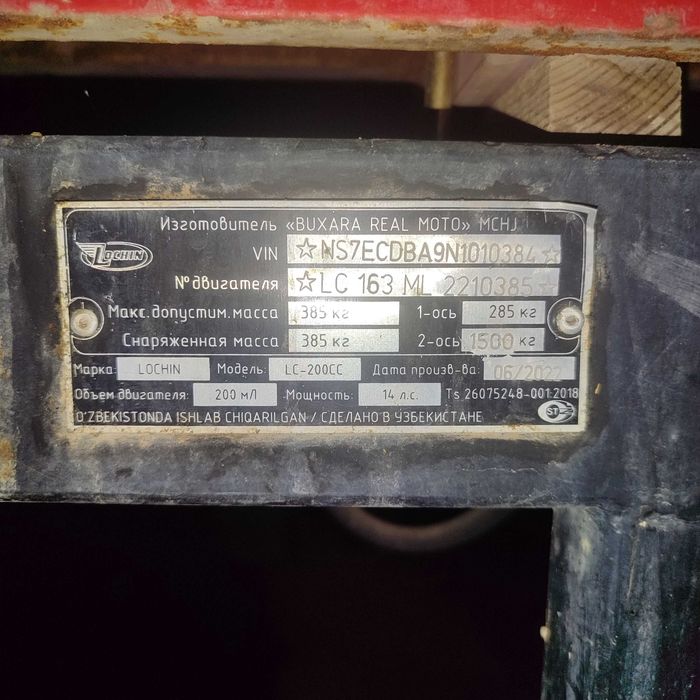 Изготовитель «BUXARA REAL MOTO» MCHJ
LOCHIN
VIN ☆NS7ECDBA9N1010384☆
№двигателя ☆LC 163 ML 2210385☆
Макс.допустим.масса 385 кг 1-ось 285 кг
Снаряженная масса 385 кг 2-ось 1500 кг
Марка: LOCHIN Модель: LC-200CC Дата произв-ва: 06/2022
Объем двигателя: 200 мл Мощность: 14 л.с. Ts 26075248-001:2018
O'ZBEKISTONDA ISHLAB CHIQARILGAN / СДЕЛАНО В УЗБЕКИСТАНЕ
ST